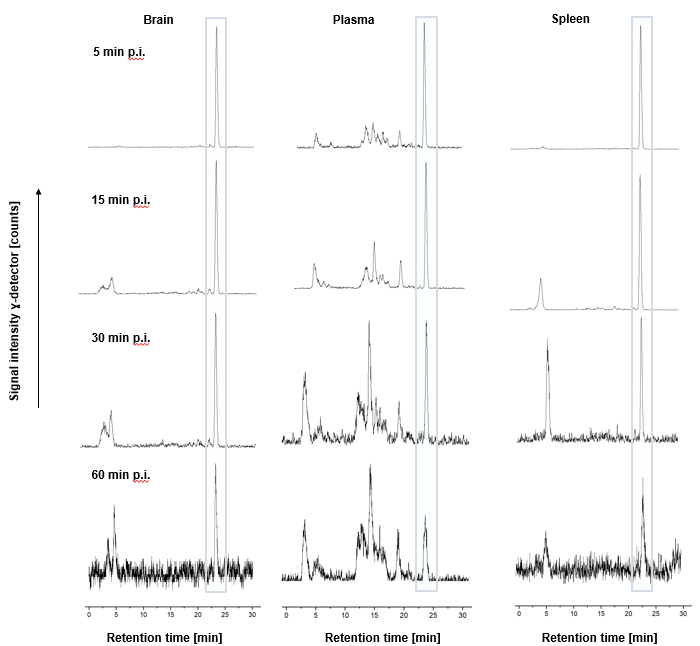 Brain Plasma Spleen
5 min p.i.
15 min p.i.
30 min p.i.
60 min p.i.
Signal intensity ɣ-detector [counts]
0 5 10 15 20 25 30
0 5 10 15 20 25 30
0 5 10 15 20 25 30
Retention time [min] Retention time [min] Retention time [min]